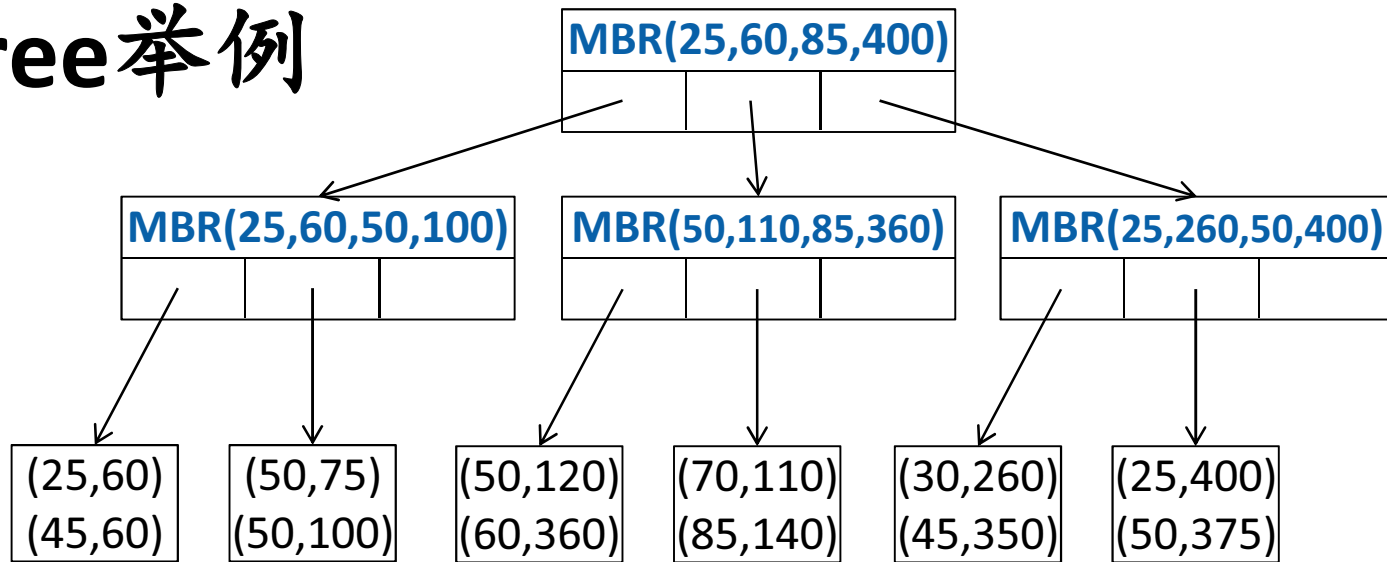 ree举例
MBR(25,60,85,400)
MBR(25,60,50,100)
MBR(50,110,85,360)
MBR(25,260,50,400)
(25,60)
(45,60)
(50,75)
(50,100)
(50,120)
(60,360)
(70,110)
(85,140)
(30,260)
(45,350)
(25,400)
(50,375)